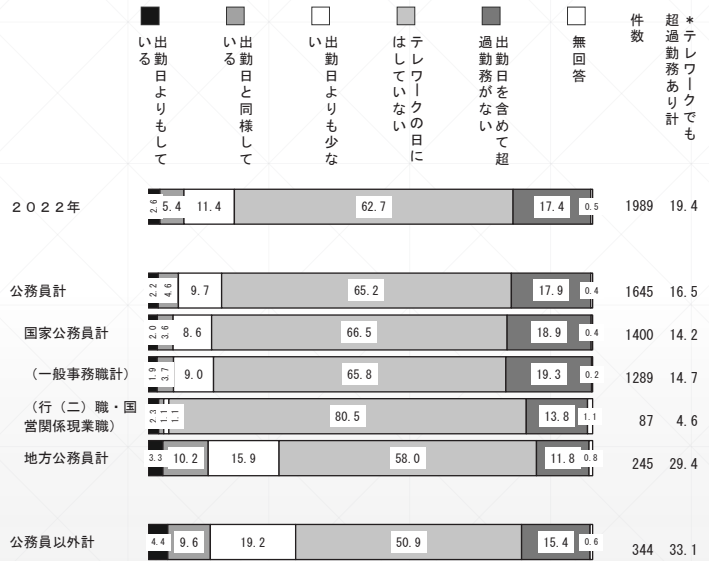 出勤日よりもして
いる
出勤日と同様して
いる
出勤日よりも少な
い
テレワークの日に
はしていない
出勤日を含めて超
過勤務がない
無回答
件数
*テレワークでも
超過勤務あり計
2022年 2.6 5.4 11.4 62.7 17.4 0.5 1989 19.4
公務員計 2.2 4.6 9.7 65.2 17.9 0.4 1645 16.5
国家公務員計 2.0 3.6 8.6 66.5 18.9 0.4 1400 14.2
(一般事務職計) 1.9 3.7 9.0 65.8 19.3 0.2 1289 14.7
(行(二)職・国
営関係現業職) 2.3 1.1 1.1 80.5 13.8 1.1 87 4.6
地方公務員計 3.3 10.2 15.9 58.0 11.8 0.8 245 29.4
公務員以外計 4.4 9.6 19.2 50.9 15.4 0.6 344 33.1